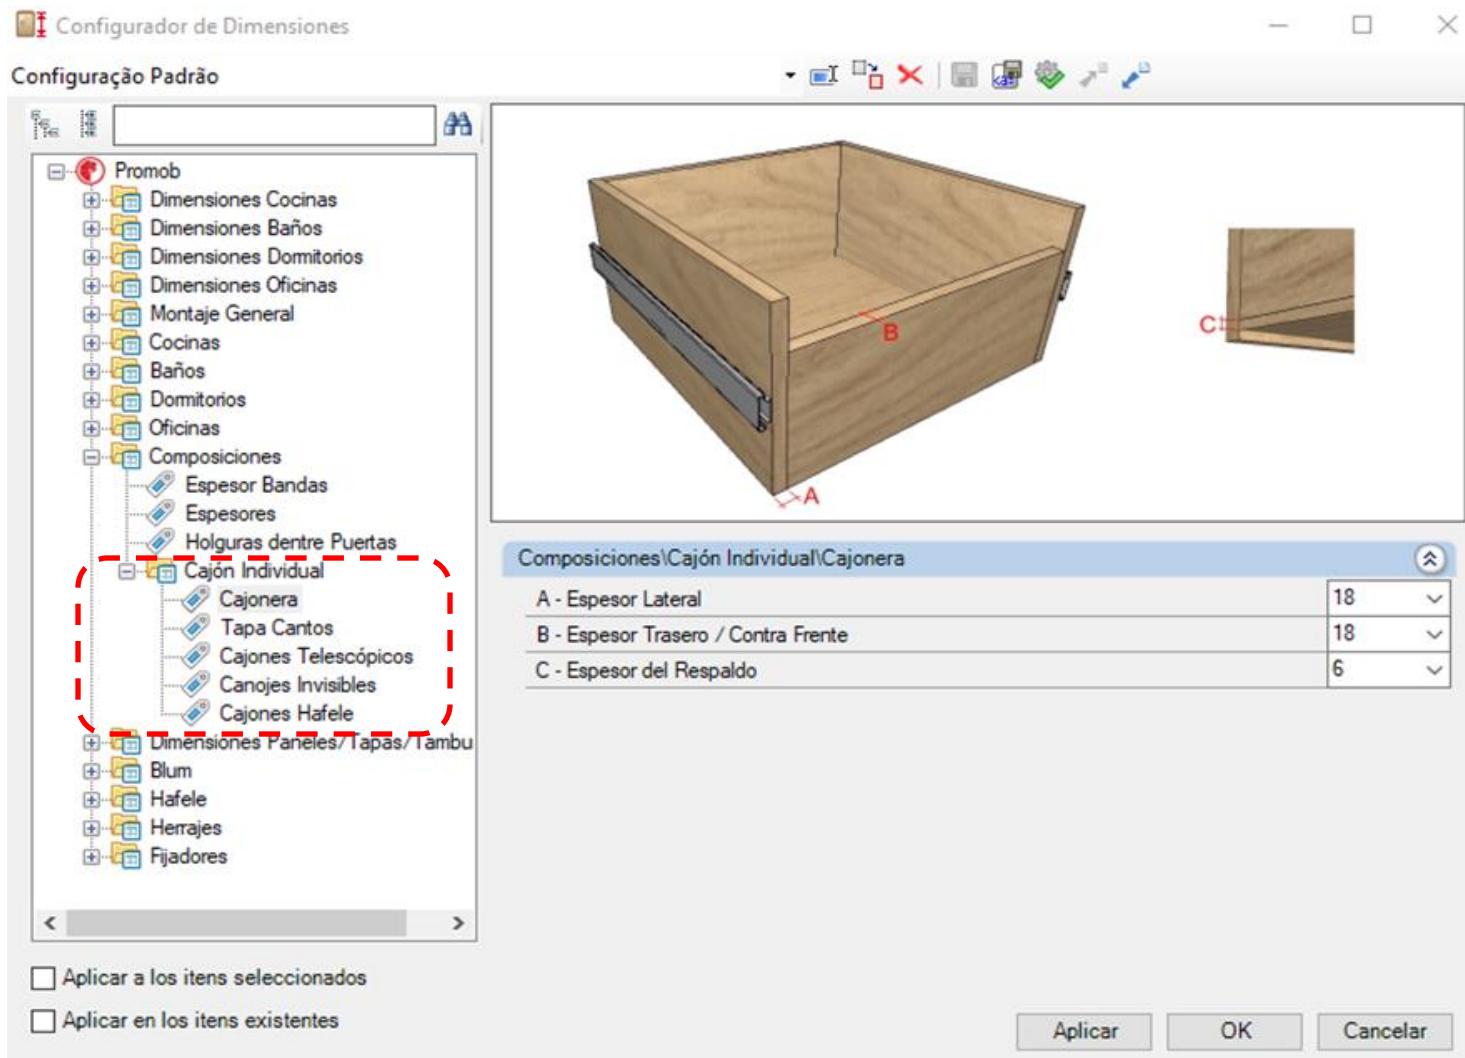 Configurador de Dimensiones
Configuração Padrão
Promob
Dimensiones Cocinas
Dimensiones Baños
Dimensiones Dormitorios
Dimensiones Oficinas
Montaje General
Cocinas
Baños
Dormitorios
Oficinas
Composiciones
Espesor Bandas
Espesores
Holguras dentre Puertas
Cajón Individual
Cajonera
Tapa Cantos
Cajones Telescópicos
Canojes Invisibles
Cajones Hafele
Dimensiones Paneles/Tapas/Tambu
Blum
Hafele
Herrajes
Fijadores
B
C
A
Composiciones\Cajón Individual\Cajonera
A - Espesor Lateral 18
B - Espesor Trasero / Contra Frente 18
C - Espesor del Respaldo 6
Aplicar a los itens seleccionados
Aplicar en los itens existentes
Aplicar OK Cancelar